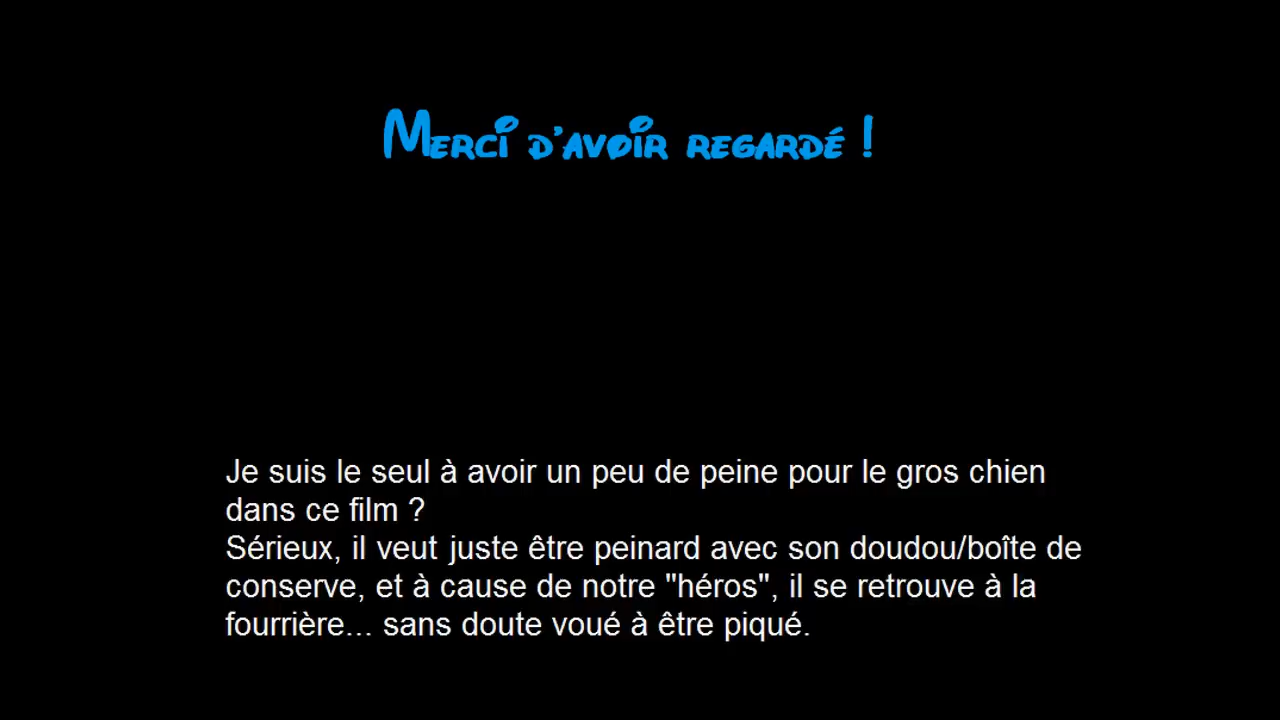 Merci d'avoir regardé !
Je suis le seul à avoir un peu de peine pour le gros chien
dans ce film ?
Sérieux, il veut juste être peinard avec son doudou/boîte de
conserve, et à cause de notre "héros", il se retrouve à la
fourrière... sans doute voué à être piqué.